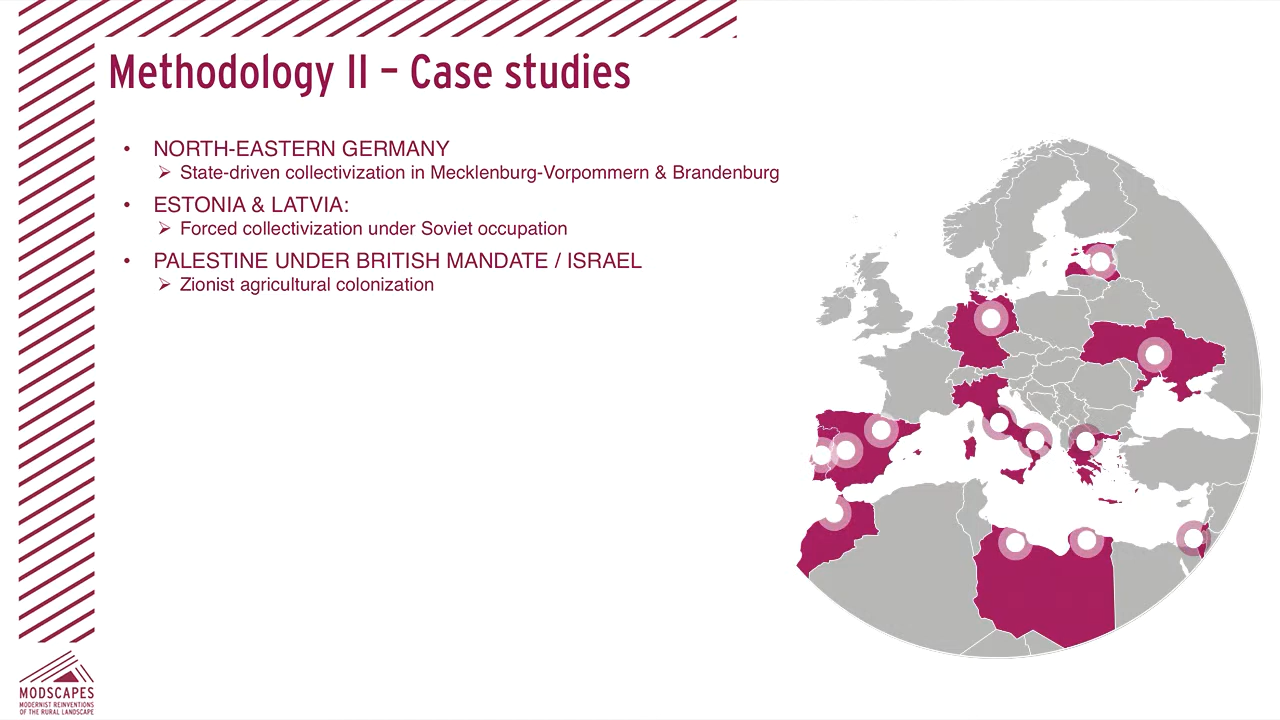 Methodology II – Case studies
• NORTH-EASTERN GERMANY
➢ State-driven collectivization in Mecklenburg-Vorpommern & Brandenburg
• ESTONIA & LATVIA:
➢ Forced collectivization under Soviet occupation
• PALESTINE UNDER BRITISH MANDATE / ISRAEL
➢ Zionist agricultural colonization
MODSCAPES
MODERNIST REINVENTIONS
OF THE RURAL LANDSCAPE